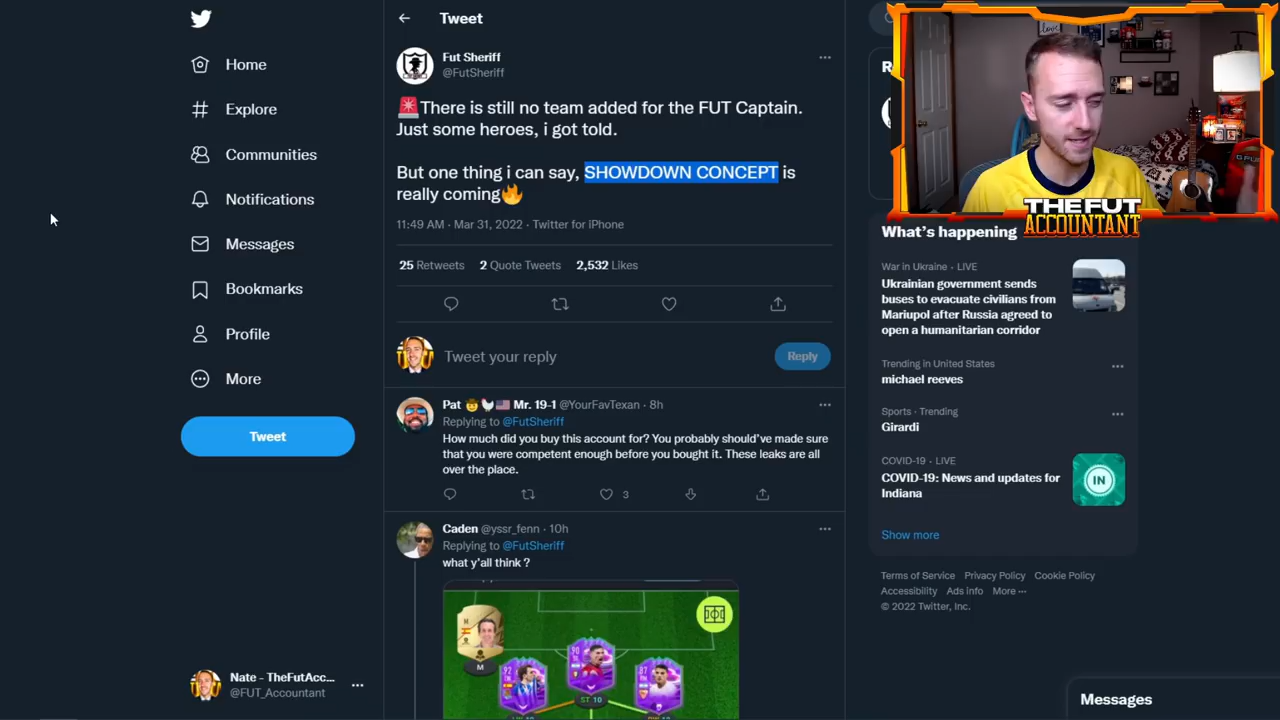 Home
Explore
Communities
Notifications
Messages
Bookmarks
Profile
More
Tweet
Nate - TheFutAcc...
@FUT_Accountant
Tweet
Fut Sheriff
@FutSheriff
🚨There is still no team added for the FUT Captain.
Just some heroes, i got told.
But one thing i can say, SHOWDOWN CONCEPT is
really coming🔥
11:49 AM · Mar 31, 2022 · Twitter for iPhone
25 Retweets 2 Quote Tweets 2,532 Likes
Tweet your reply
Reply
Pat 🤠🐓🇺🇸 Mr. 19-1 @YourFavTexan · 8h
Replying to @FutSheriff
How much did you buy this account for? You probably should've made sure
that you were competent enough before you bought it. These leaks are all
over the place.
3
Caden @yssr_fenn · 10h
Replying to @FutSheriff
what y'all think ?
M
92
90
87
ST 10
R
THE FUT
ACCOUNTANT
What's happening
War in Ukraine · LIVE
Ukrainian government sends
buses to evacuate civilians from
Mariupol after Russia agreed to
open a humanitarian corridor
Trending in United States
michael reeves
Sports · Trending
Girardi
COVID-19 · LIVE
COVID-19: News and updates for
Indiana
IN
Show more
Terms of Service Privacy Policy Cookie Policy
Accessibility Ads info More ···
© 2022 Twitter, Inc.
Messages